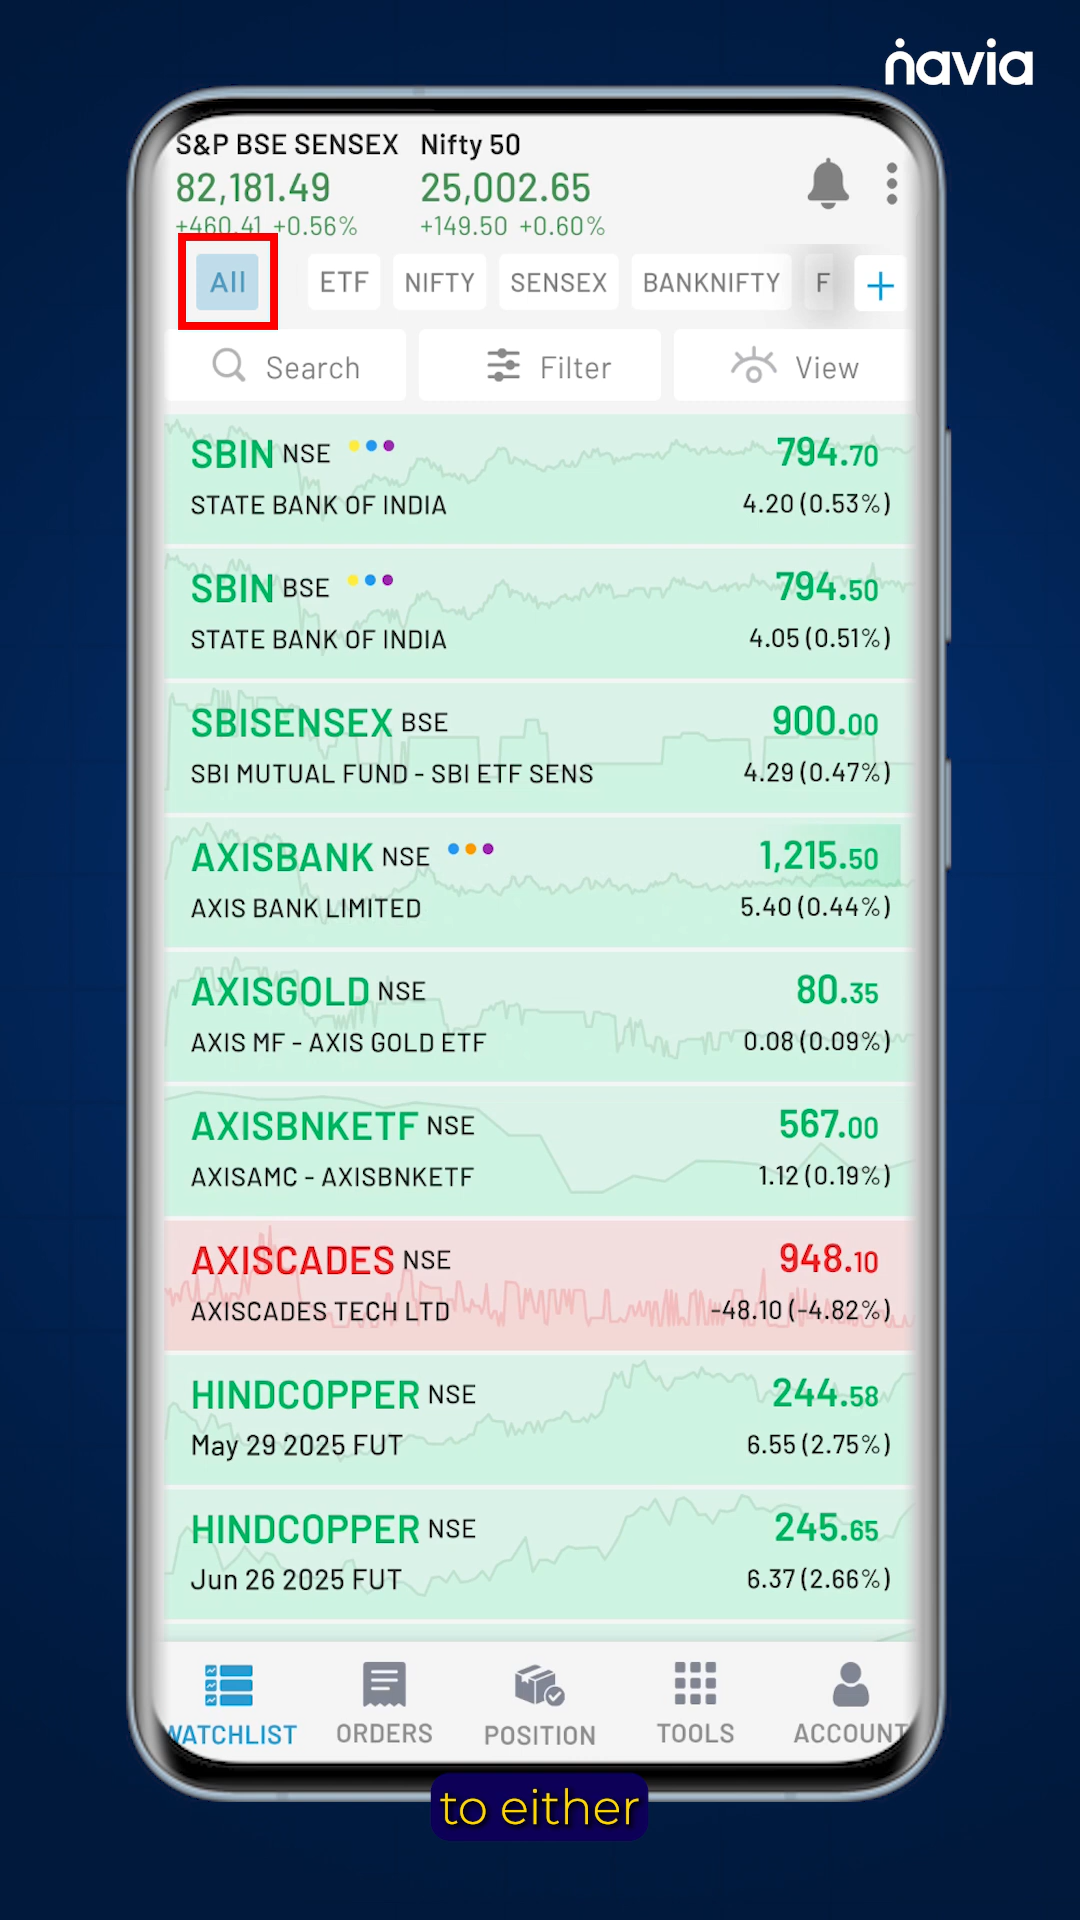 navia
S&P BSE SENSEX Nifty 50
82,181.49 25,002.65
+460.41 +0.56% +149.50 +0.60%
All ETF NIFTY SENSEX BANKNIFTY F +
Search Filter View
SBIN NSE 794.70
STATE BANK OF INDIA 4.20 (0.53%)
SBIN BSE 794.50
STATE BANK OF INDIA 4.05 (0.51%)
SBISENSEX BSE 900.00
SBI MUTUAL FUND - SBI ETF SENS 4.29 (0.47%)
AXISBANK NSE 1,215.50
AXIS BANK LIMITED 5.40 (0.44%)
AXISGOLD NSE 80.35
AXIS MF - AXIS GOLD ETF 0.08 (0.09%)
AXISBNKETF NSE 567.00
AXISAMC - AXISBNKETF 1.12 (0.19%)
AXISCADES NSE 948.10
AXISCADES TECH LTD -48.10 (-4.82%)
HINDCOPPER NSE 244.58
May 29 2025 FUT 6.55 (2.75%)
HINDCOPPER NSE 245.65
Jun 26 2025 FUT 6.37 (2.66%)
WATCHLIST ORDERS POSITION TOOLS ACCOUNT
to either